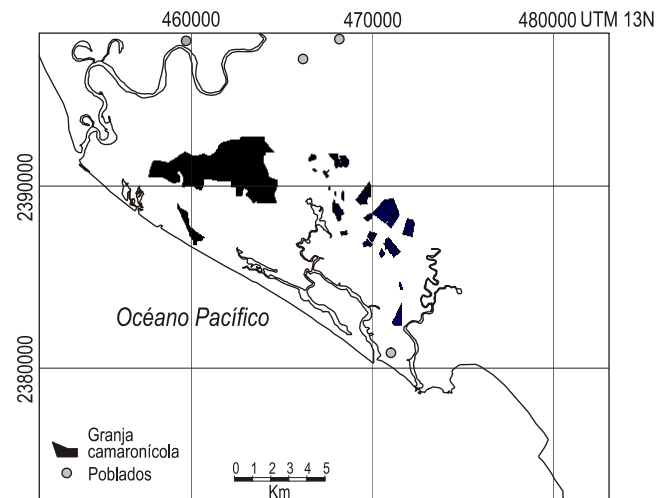 460000 470000 480000 UTM 13N
2390000
2380000
Océano Pacífico
Granja
camaronícola
Poblados
0 1 2 3 4 5
Km